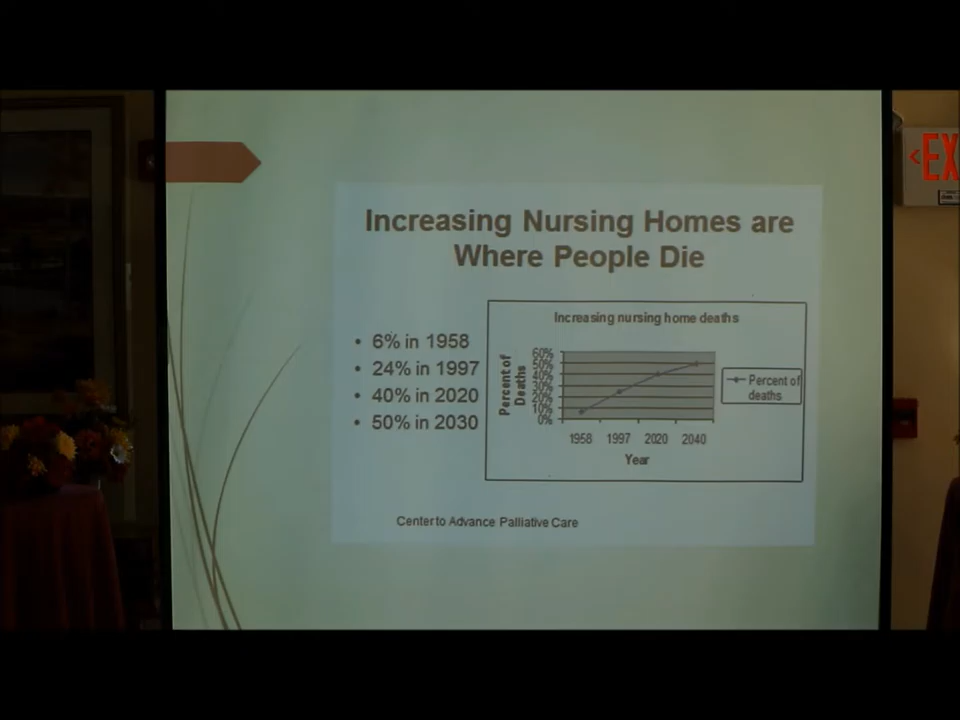 Increasing Nursing Homes are
Where People Die
• 6% in 1958
• 24% in 1997
• 40% in 2020
• 50% in 2030
Increasing nursing home deaths
Percent of
Deaths
60%
50%
40%
30%
20%
10%
0%
1958 1997 2020 2040
Year
Percent of
deaths
Center to Advance Palliative Care
<EX